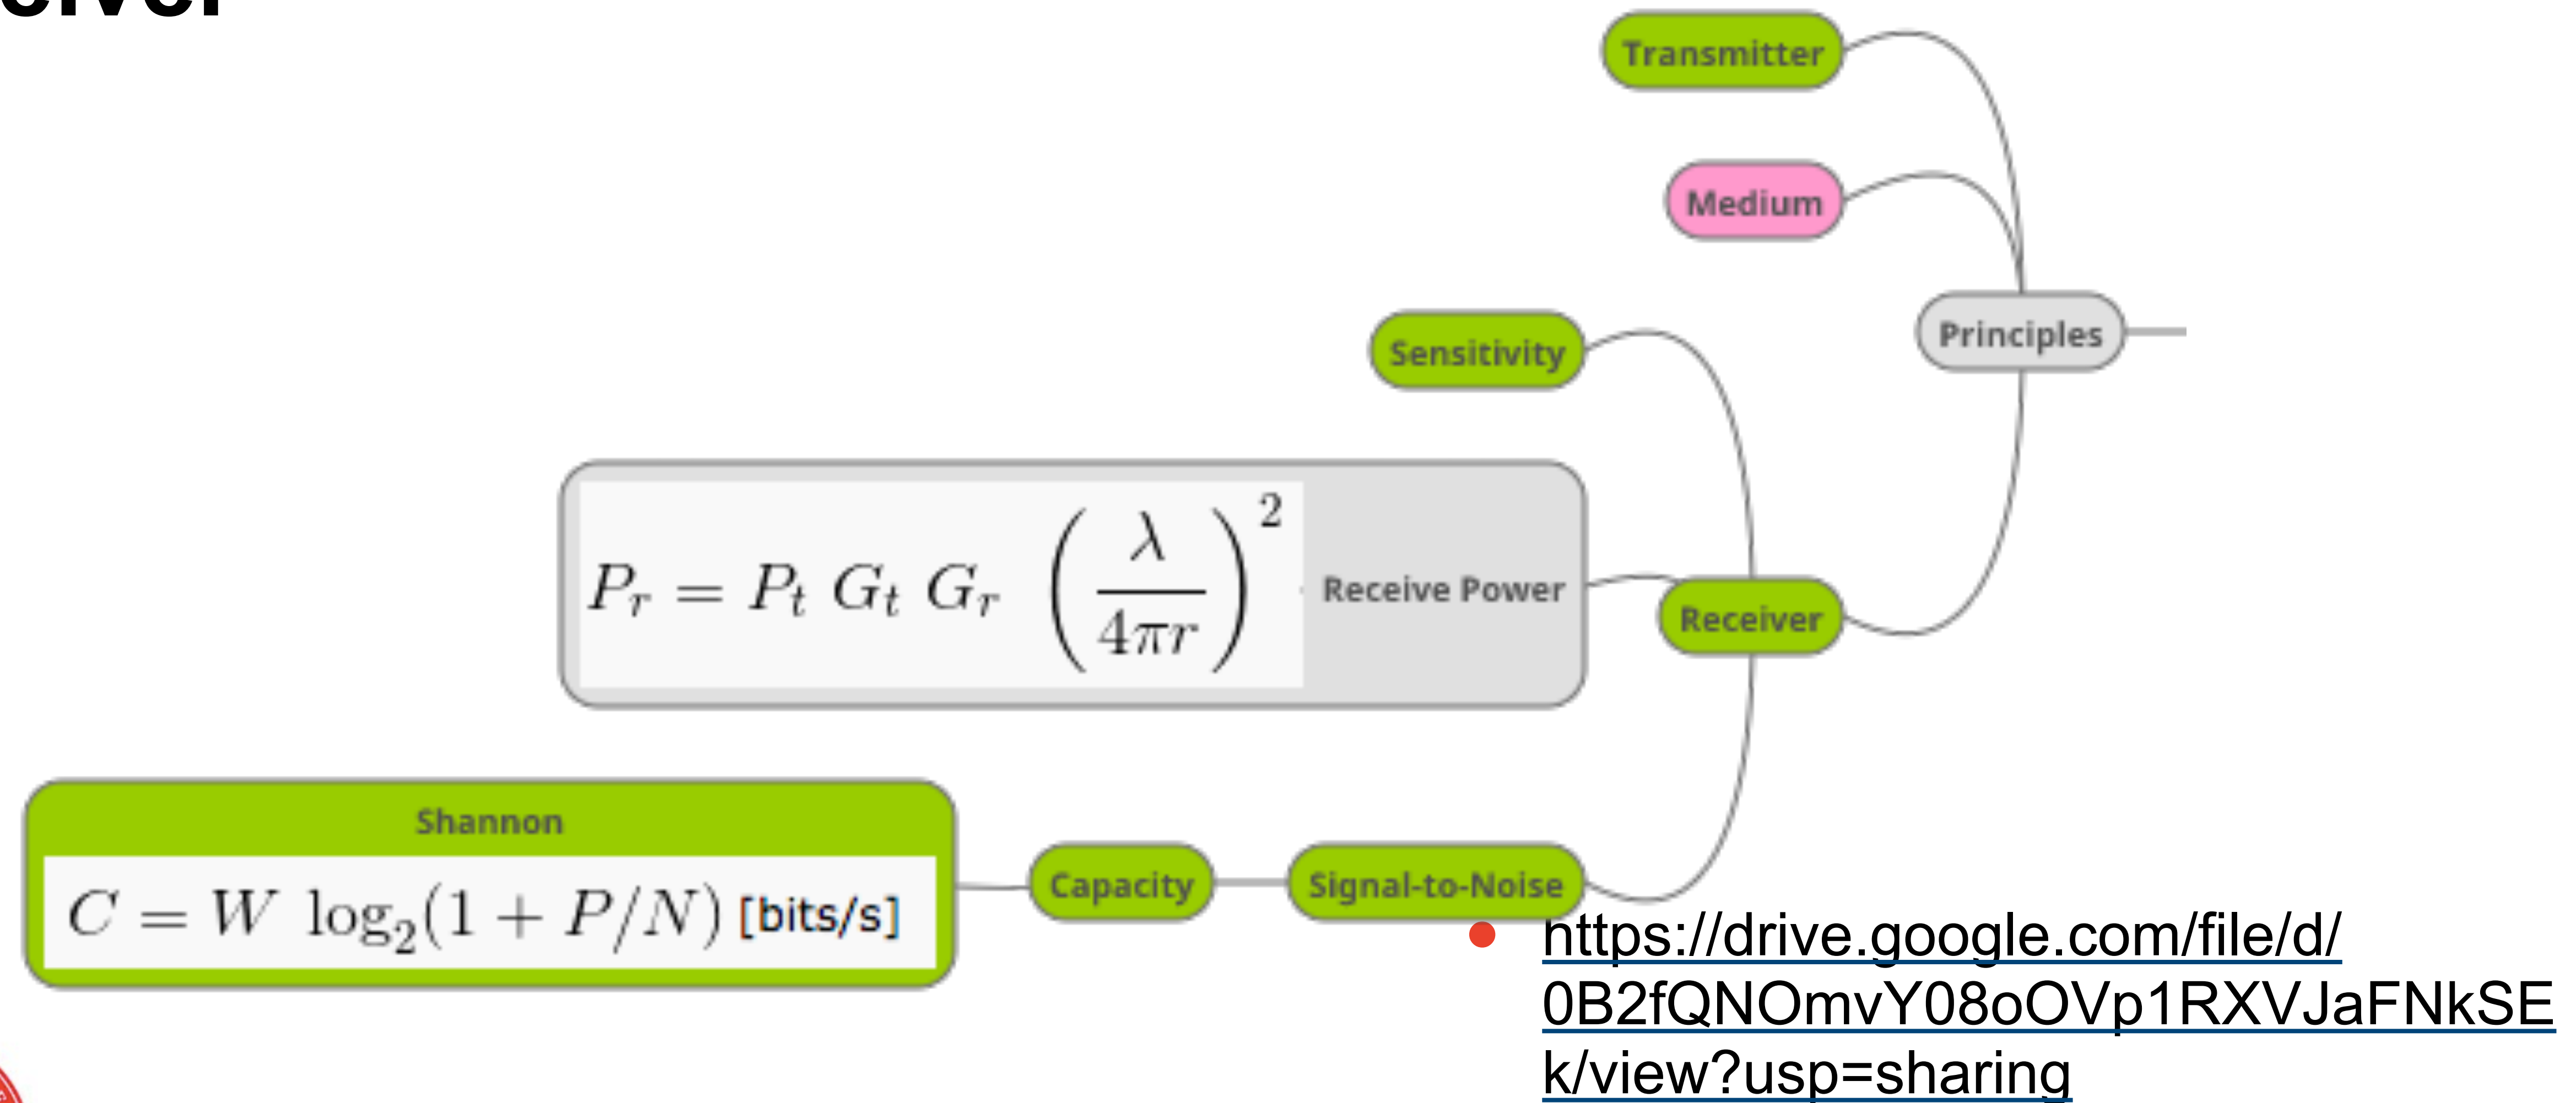 Transmitter
Medium
Principles
Sensitivity
P_r = P_t G_t G_r (λ / 4πr)^2 Receive Power
Receiver
Shannon
C = W log_2(1 + P/N) [bits/s]
Capacity
Signal-to-Noise
https://drive.google.com/file/d/
0B2fQNOmvY08oOVp1RXVJaFNkSE
k/view?usp=sharing